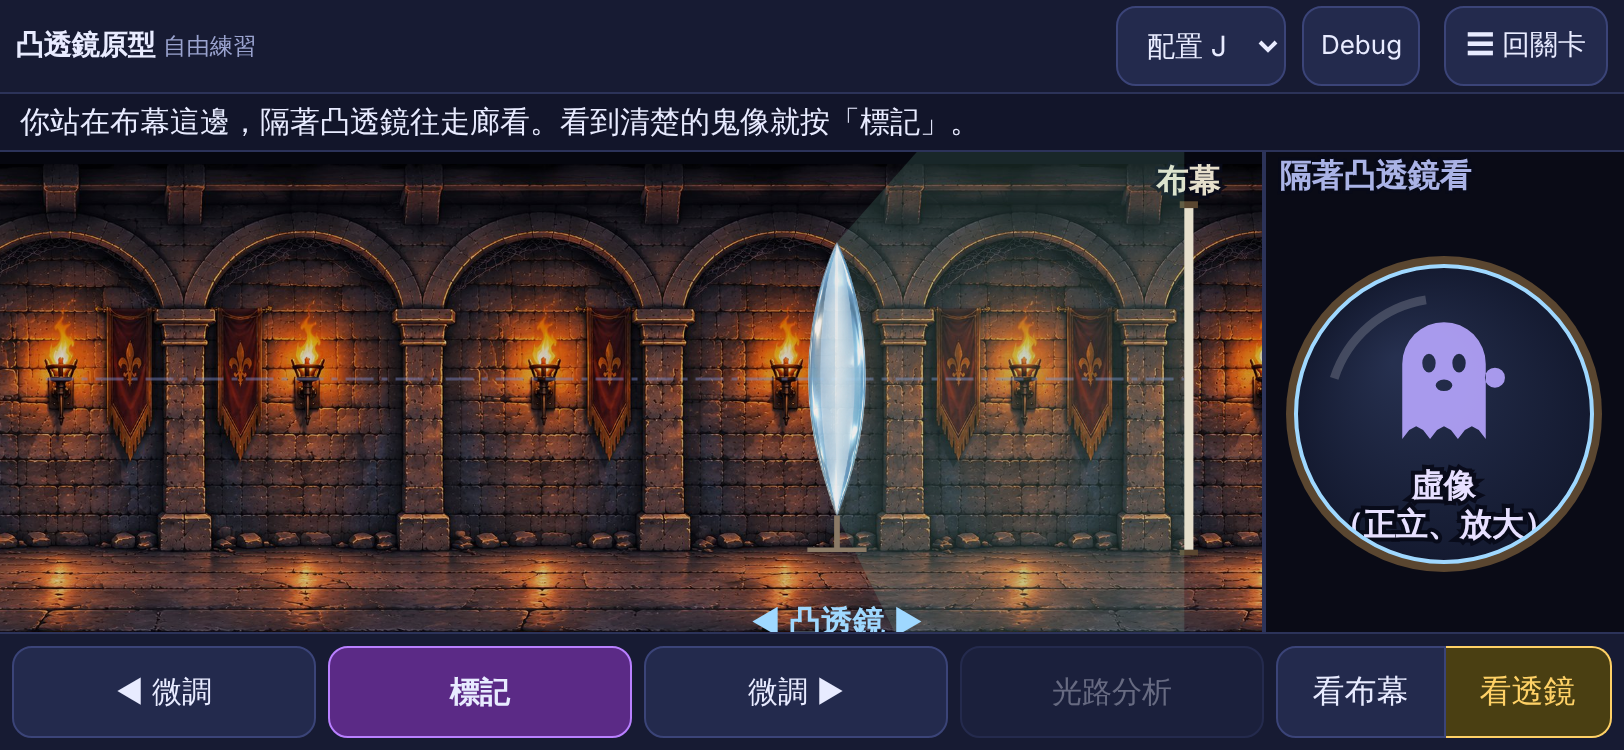 凸透鏡原型 自由練習
配置 J
Debug
☰ 回關卡
你站在布幕這邊，隔著凸透鏡往走廊看。看到清楚的鬼像就按「標記」。
布幕
隔著凸透鏡看
虛像
（正立、放大）
◀ 凸透鏡 ▶
◀ 微調
標記
微調 ▶
光路分析
看布幕
看透鏡